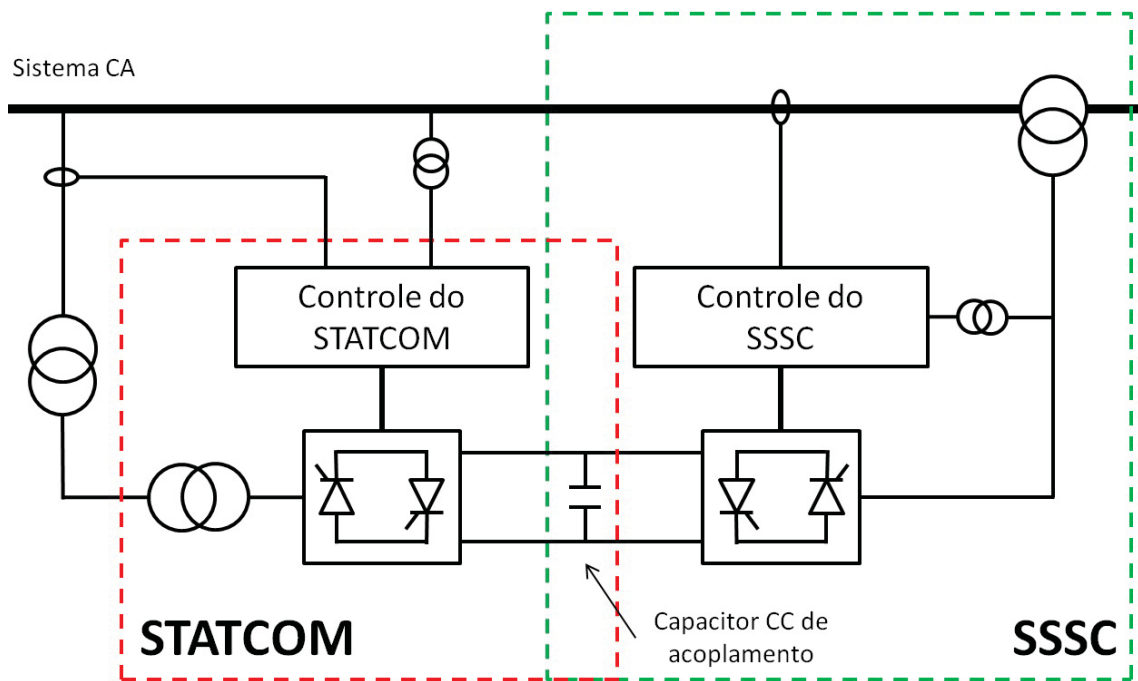 Sistema CA
Controle do
STATCOM
Controle do
SSSC
STATCOM
Capacitor CC de
acoplamento
SSSC